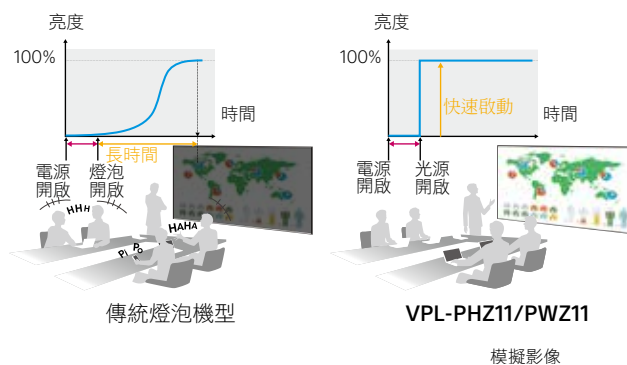 亮度
100%
時間
長時間
電源
開啟
燈泡
開啟
HHH
HAHA
PI
PO
傳統燈泡機型
亮度
100%
快速啟動
時間
電源
開啟
光源
開啟
VPL-PHZ11/PWZ11
模擬影像